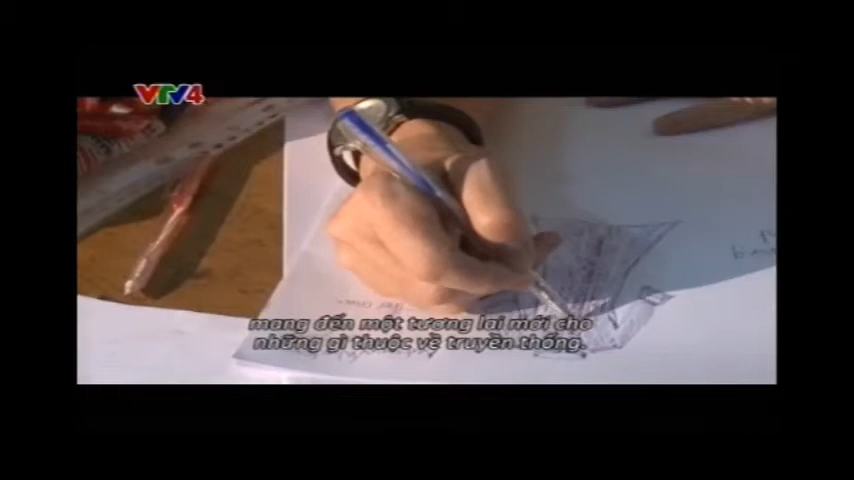 VTV4
mang đến một tương lai mới cho
những gì thuộc về truyền thống.